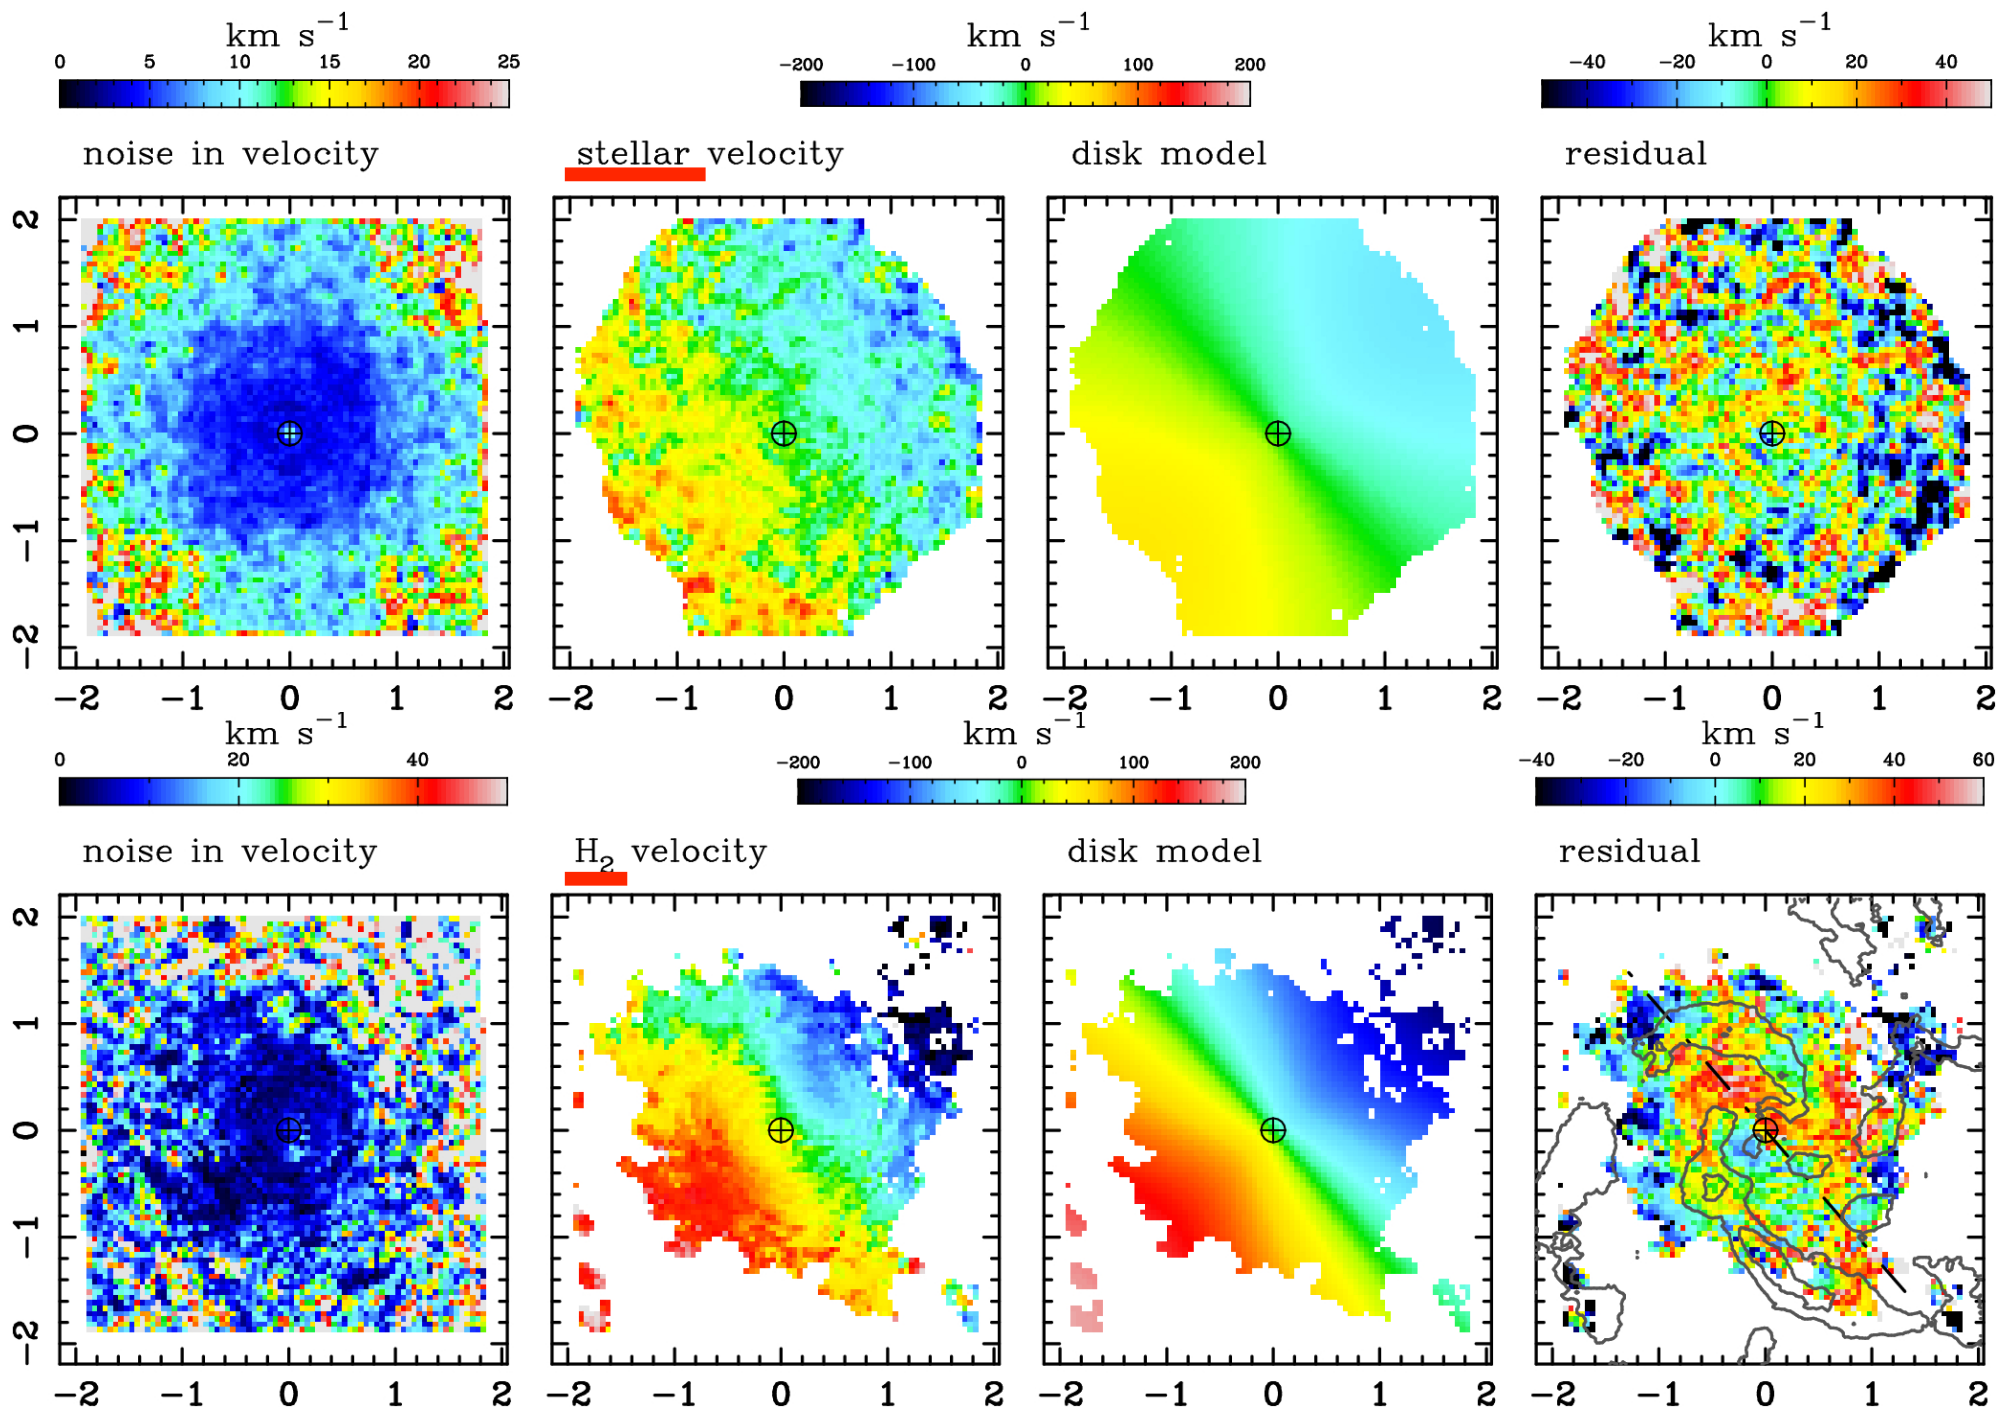 km s−1 km s−1 km s−1
0 5 10 15 20 25 −200 −100 0 100 200 −40 −20 0 20 40
noise in velocity stellar velocity disk model residual
2
1
0
−1
−2
−2 −1 0 1 2 −2 −1 0 1 2 −2 −1 0 1 2 −2 −1 0 1 2
km s−1 km s−1 km s−1
0 20 40 −200 −100 0 100 200 −40 −20 0 20 40 60
noise in velocity H2 velocity disk model residual
2
1
0
−1
−2
−2 −1 0 1 2 −2 −1 0 1 2 −2 −1 0 1 2 −2 −1 0 1 2